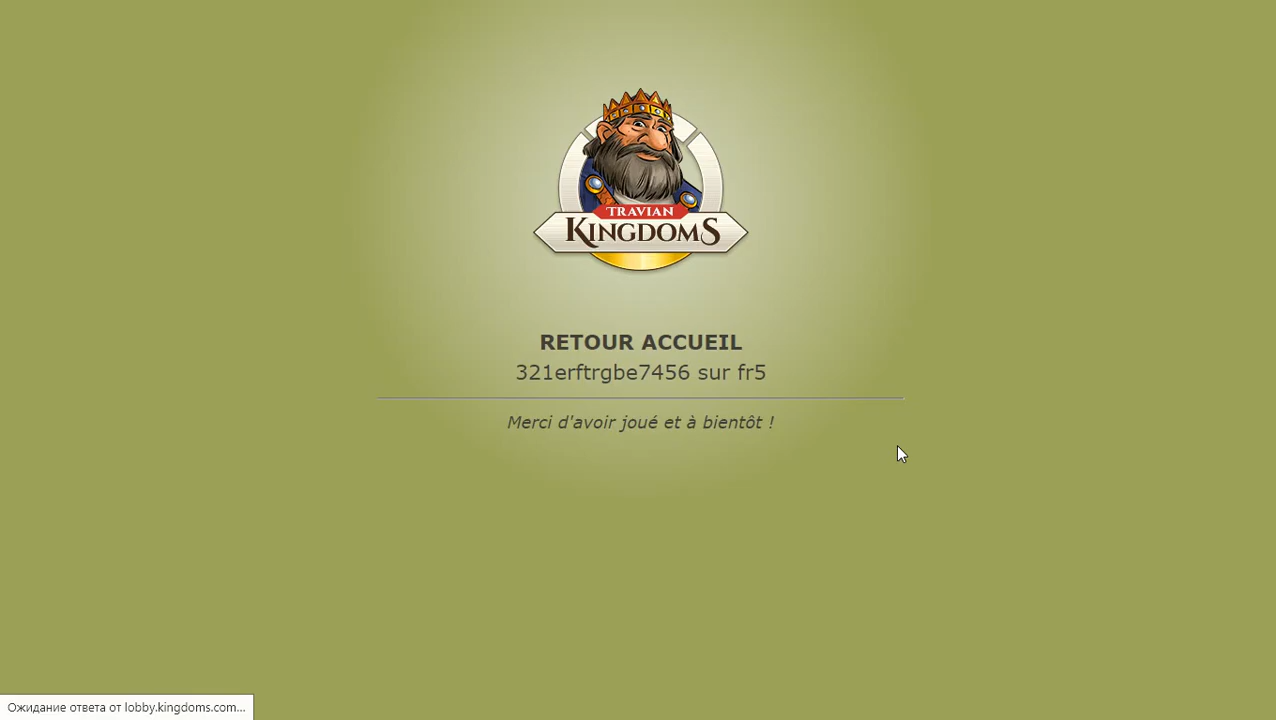 TRAVIAN
KINGDOMS
RETOUR ACCUEIL
321erftrgbe7456 sur fr5
Merci d'avoir joué et à bientôt !
Ожидание ответа от lobby.kingdoms.com...